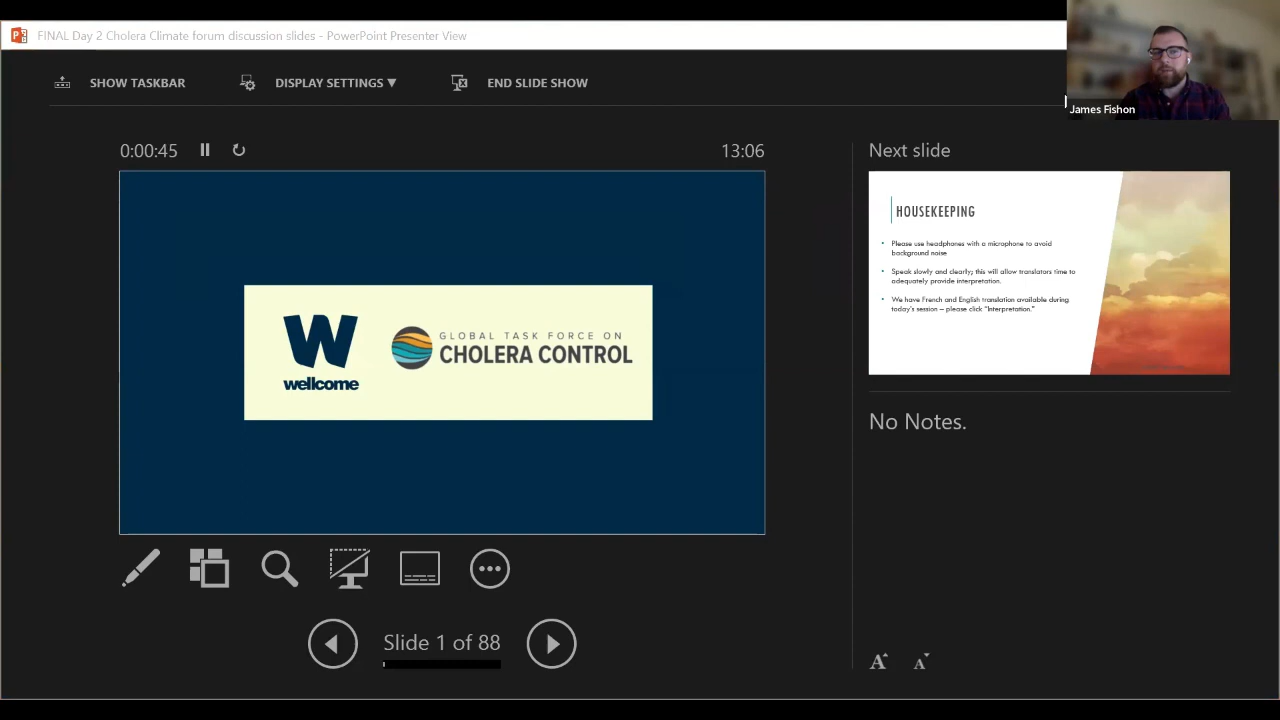 FINAL Day 2 Cholera Climate forum discussion slides - PowerPoint Presenter View
James Fishon
SHOW TASKBAR
DISPLAY SETTINGS ▼
END SLIDE SHOW
0:00:45
13:06
W
wellcome
GLOBAL TASK FORCE ON
CHOLERA CONTROL
Slide 1 of 88
Next slide
HOUSEKEEPING
• Please use headphones with a microphone to avoid
background noise
• Speak slowly and clearly; this will allow translators time to
adequately provide interpretation.
• We have French and English translation available during
today's session – please click "Interpretation."
No Notes.
A A